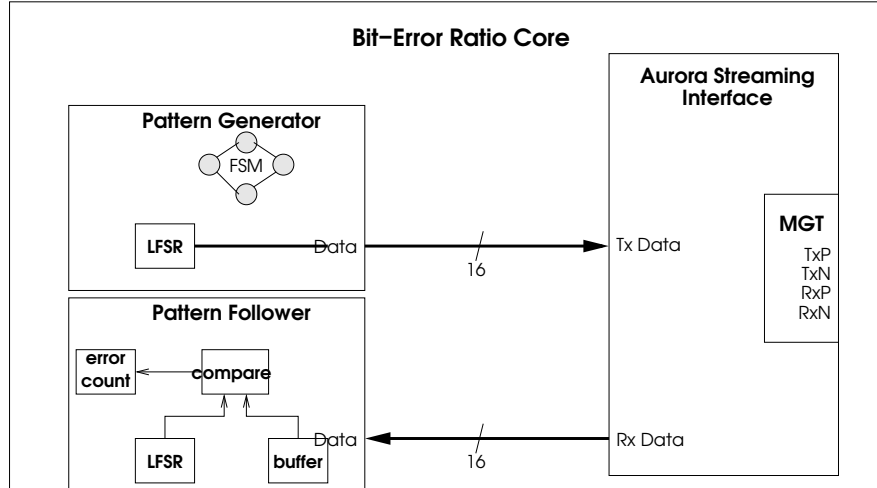 Bit–Error Ratio Core
Aurora Streaming
Interface
Pattern Generator
FSM
LFSR
Data
16
Tx Data
MGT
TxP
TxN
RxP
RxN
Pattern Follower
error
count
compare
LFSR
buffer
Data
16
Rx Data